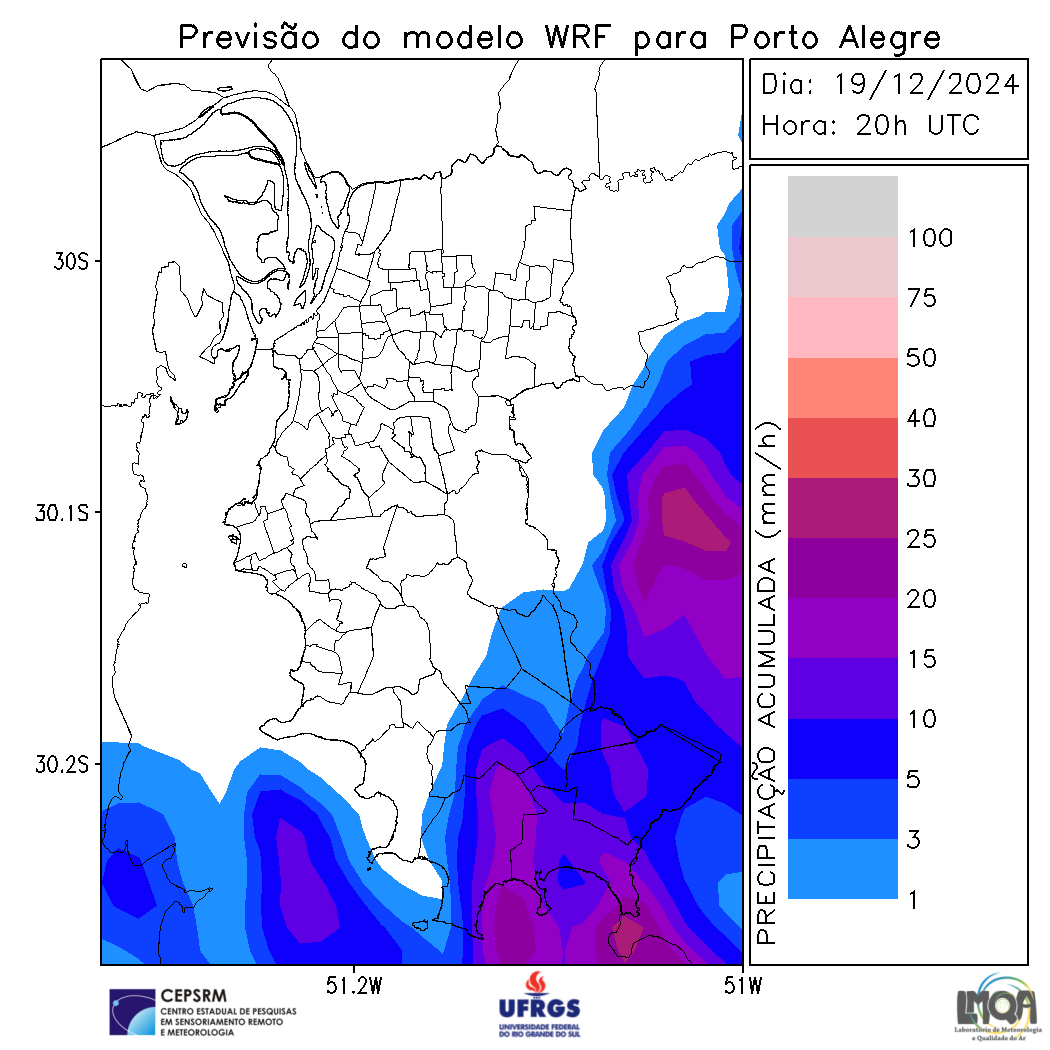 Previsão do modelo WRF para Porto Alegre
Dia: 19/12/2024
Hora: 20h UTC
30S
30.1S
30.2S
51.2W
51W
PRECIPITAÇÃO ACUMULADA (mm/h)
100
75
50
40
30
25
20
15
10
5
3
1
CEPSRM
CENTRO ESTADUAL DE PESQUISAS
EM SENSORIAMENTO REMOTO
E METEOROLOGIA
UFRGS
UNIVERSIDADE FEDERAL
DO RIO GRANDE DO SUL
LMQA
Laboratório de Meteorologia
e Qualidade do Ar